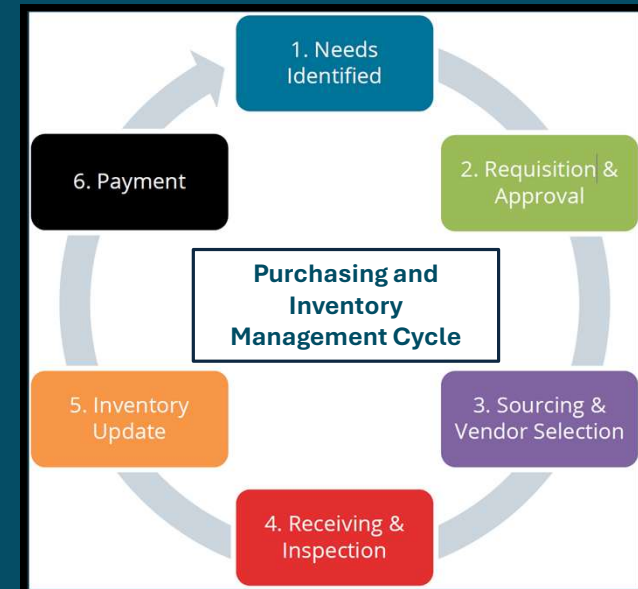 1. Needs
Identified
2. Requisition &
Approval
3. Sourcing &
Vendor Selection
4. Receiving &
Inspection
5. Inventory
Update
6. Payment
Purchasing and
Inventory
Management Cycle